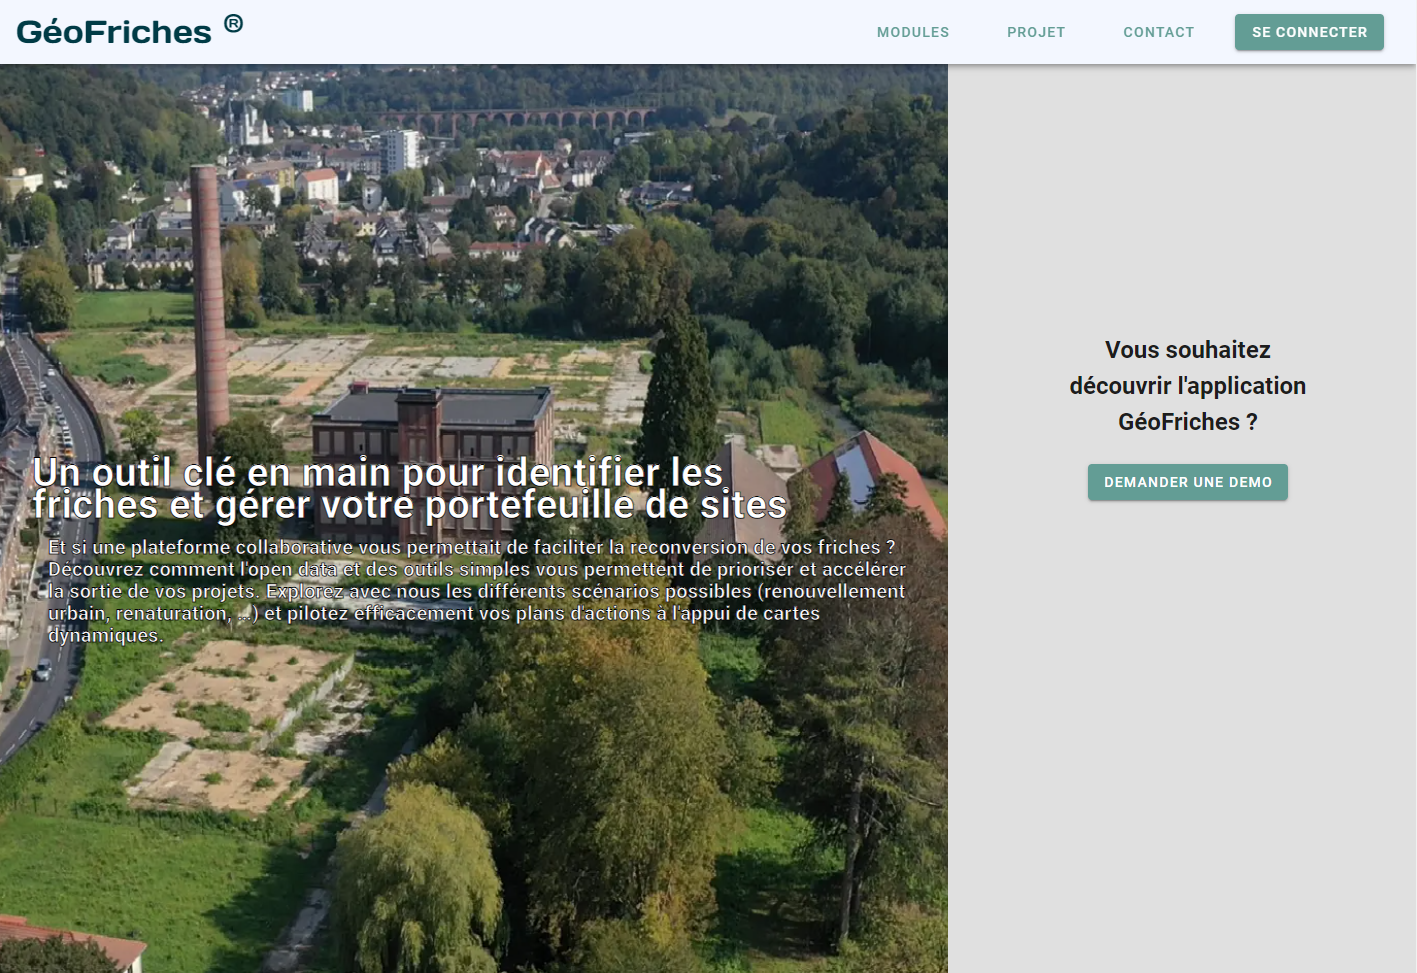 GéoFriches ®
MODULES
PROJET
CONTACT
SE CONNECTER
Un outil clé en main pour identifier les
friches et gérer votre portefeuille de sites
Et si une plateforme collaborative vous permettait de faciliter la reconversion de vos friches ?
Découvrez comment l'open data et des outils simples vous permettent de prioriser et accélérer
la sortie de vos projets. Explorez avec nous les différents scénarios possibles (renouvellement
urbain, renaturation, ...) et pilotez efficacement vos plans d'actions à l'appui de cartes
dynamiques.
Vous souhaitez
découvrir l'application
GéoFriches ?
DEMANDER UNE DEMO